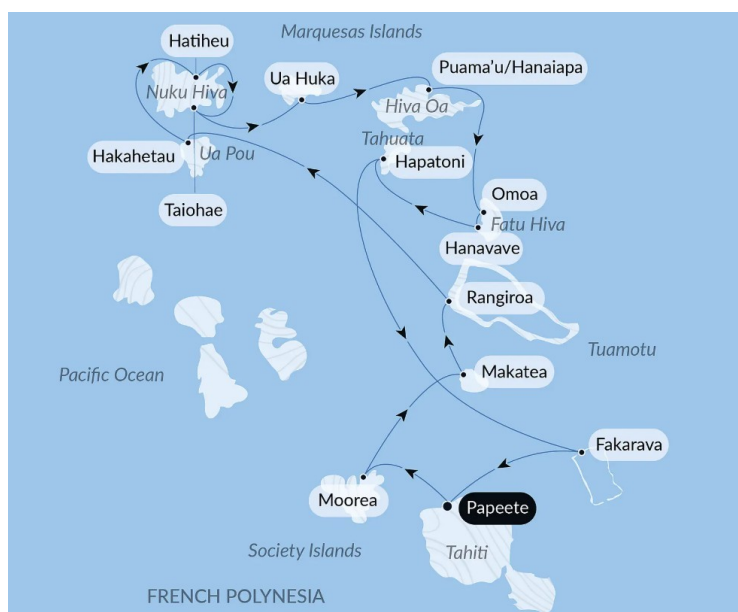 Marquesas Islands
Hatiheu
Puama'u/Hanaiapa
Ua Huka
Nuku Hiva
Hiva Oa
Tahuata
Hakahetau
Ua Pou
Hapatoni
Omoa
Taiohae
Fatu Hiva
Hanavave
Rangiroa
Tuamotu
Pacific Ocean
Makatea
Fakarava
Moorea
Papeete
Society Islands
Tahiti
FRENCH POLYNESIA